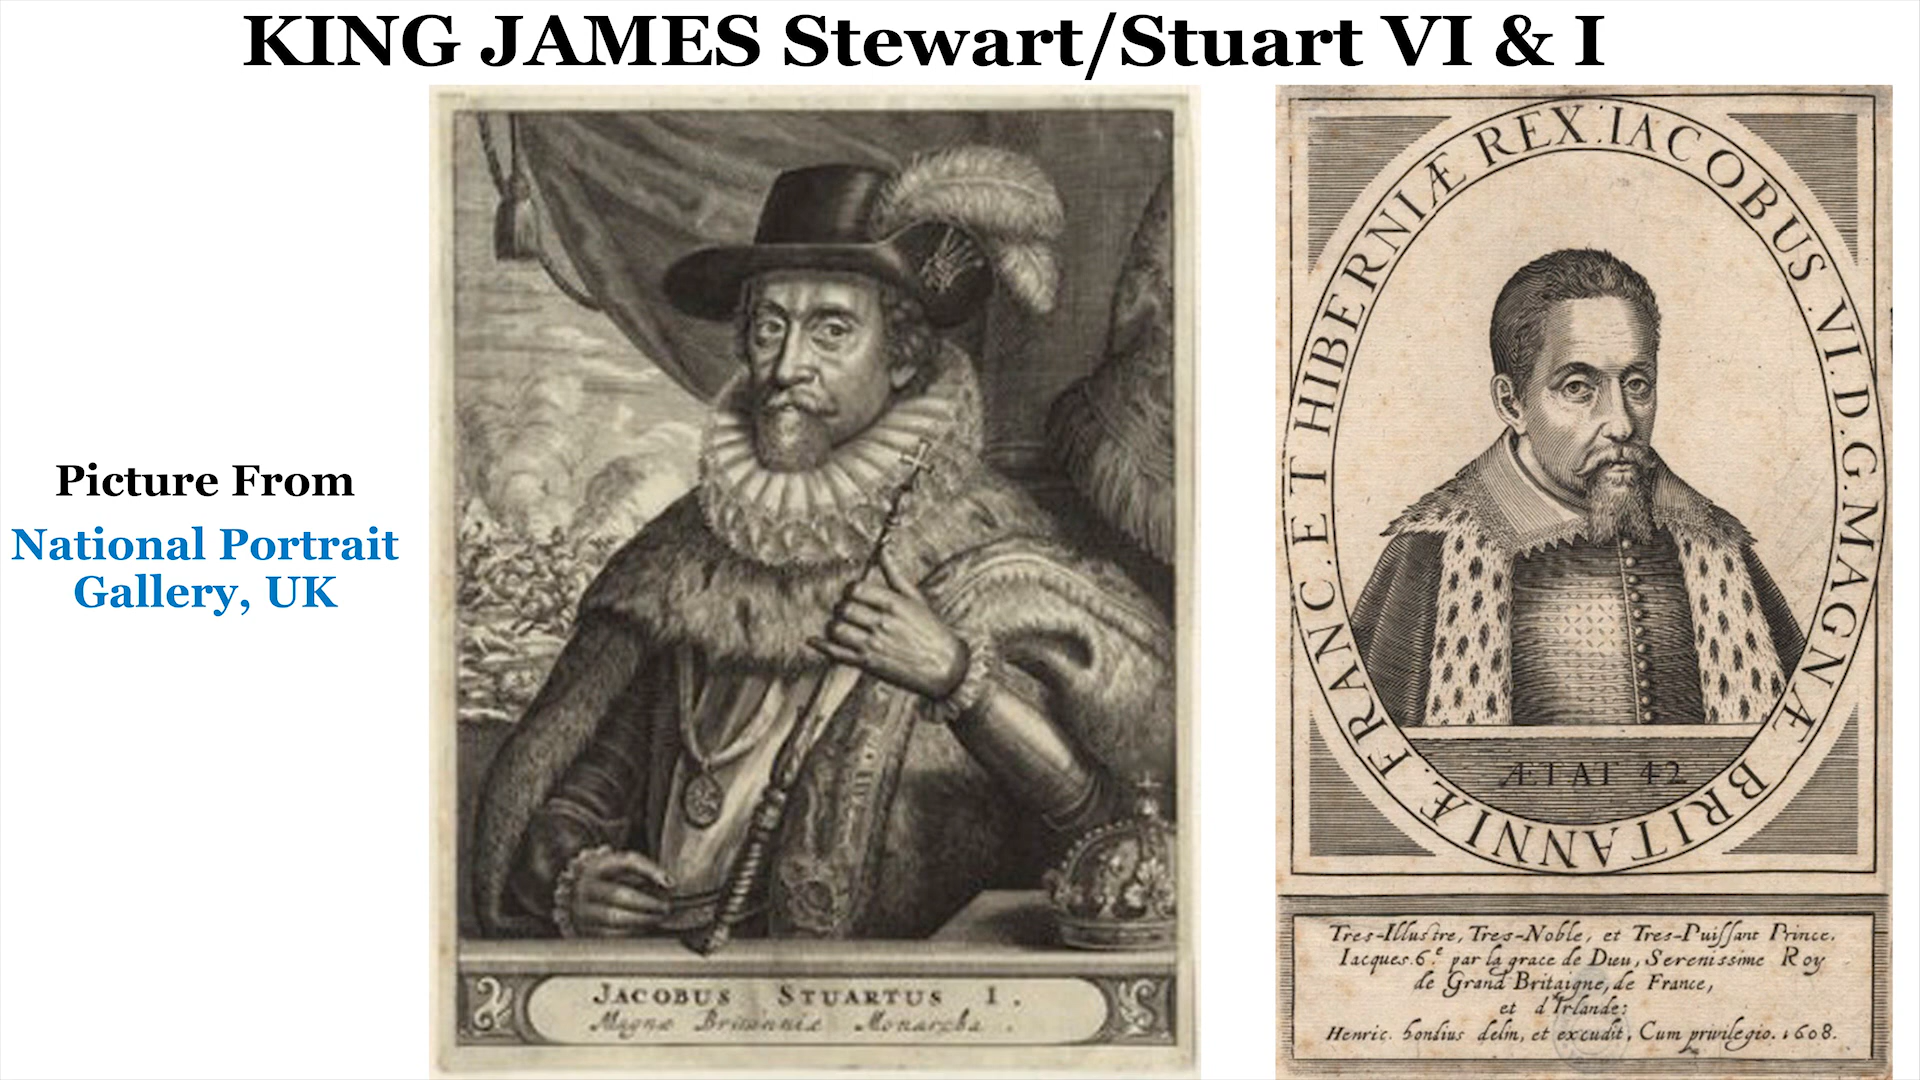 KING JAMES Stewart/Stuart VI & I
Picture From
National Portrait
Gallery, UK
JACOBUS STUARTUS I.
Magnæ Britanniæ Monarcha.
IACOBUS.VI.D.G.MAGNÆ BRITANNIÆ.FRANC.ET HIBERNIÆ REX.
ÆTAT 42
Tres-Illustre, Tres-Noble, et Tres-Puissant Prince.
Iacques.6.e par la grace de Dieu, Serenissime Roy
de Grand Britaigne, de France,
et d'Irlande:
Henric. hondius delin, et excudit, Cum privilegio. 1608.